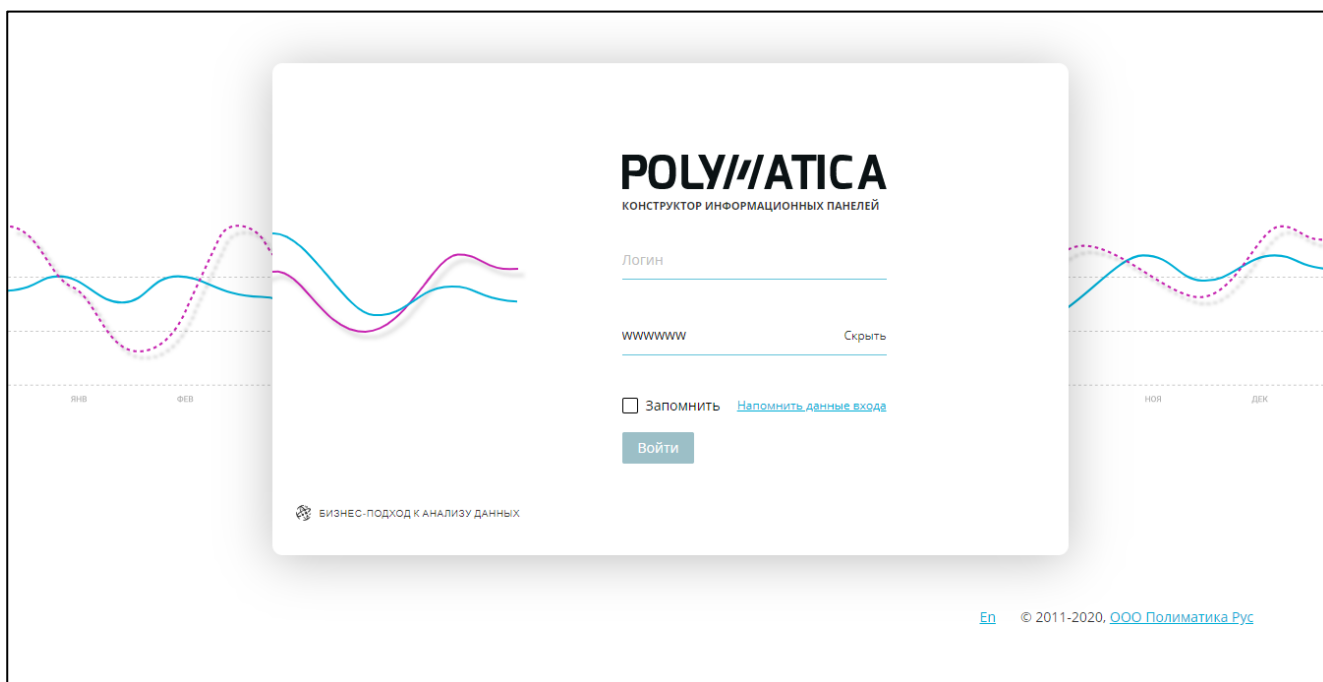 POLYMATICA
КОНСТРУКТОР ИНФОРМАЦИОННЫХ ПАНЕЛЕЙ
Логин
wwwwww Скрыть
Запомнить Напомнить данные входа
Войти
ЯНВ ФЕВ НОЯ ДЕК
БИЗНЕС-ПОДХОД К АНАЛИЗУ ДАННЫХ
En © 2011-2020, ООО Полиматика Рус